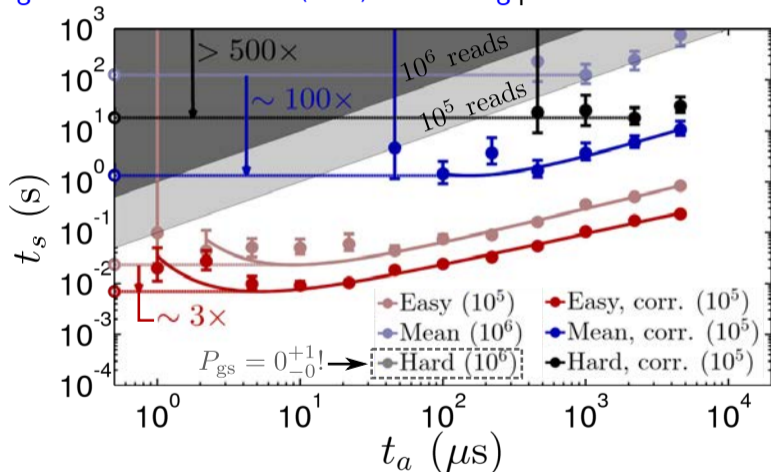 10^3
10^2
10^1
10^0
10^-1
10^-2
10^-3
10^-4
t_s (s)
> 500×
~ 100×
10^6 reads
10^5 reads
~ 3×
Easy (10^5)
Easy, corr. (10^5)
Mean (10^6)
Mean, corr. (10^5)
P_gs = 0^+1_-0!
Hard (10^6)
Hard, corr. (10^5)
10^0
10^1
10^2
10^3
10^4
t_a (μs)